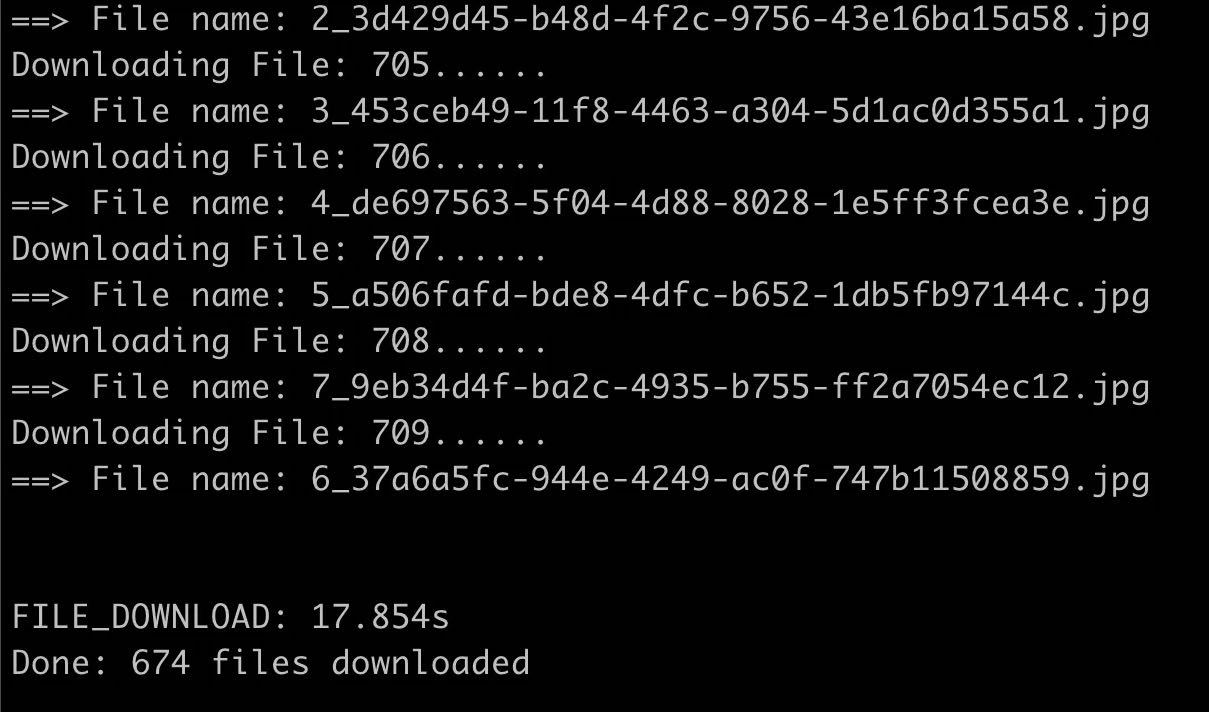 ==> File name: 2_3d429d45-b48d-4f2c-9756-43e16ba15a58.jpg
Downloading File: 705......
==> File name: 3_453ceb49-11f8-4463-a304-5d1ac0d355a1.jpg
Downloading File: 706......
==> File name: 4_de697563-5f04-4d88-8028-1e5ff3fcea3e.jpg
Downloading File: 707......
==> File name: 5_a506fafd-bde8-4dfc-b652-1db5fb97144c.jpg
Downloading File: 708......
==> File name: 7_9eb34d4f-ba2c-4935-b755-ff2a7054ec12.jpg
Downloading File: 709......
==> File name: 6_37a6a5fc-944e-4249-ac0f-747b11508859.jpg
FILE_DOWNLOAD: 17.854s
Done: 674 files downloaded